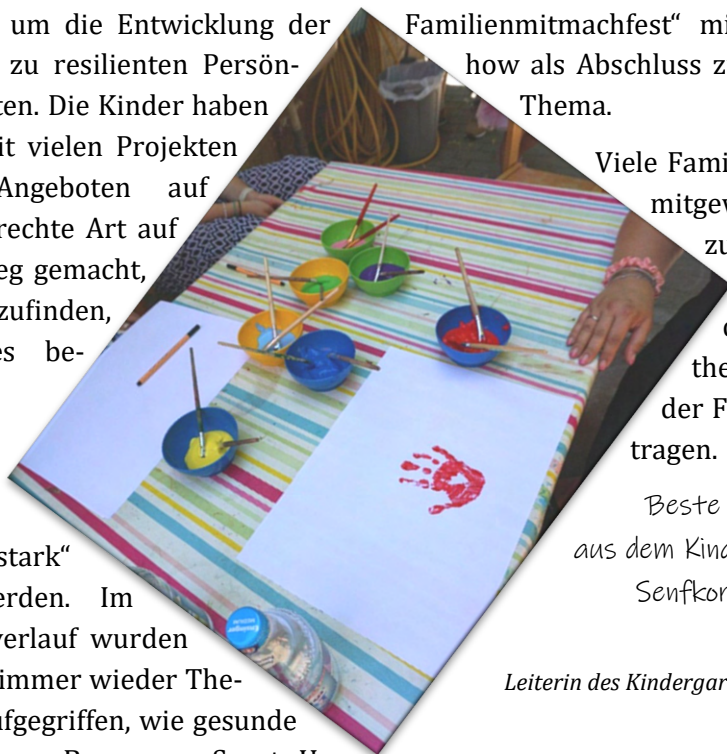 um die Entwicklung der
zu resilienten Persön-
ten. Die Kinder haben
it vielen Projekten
Angeboten auf
rechte Art auf
eg gemacht,
zufinden,
es be-
stark“
erden. Im
verlauf wurden
immer wieder The-
ufgegriffen, wie gesunde
Familienmitmachfest“ mi
how als Abschluss z
Thema.
Viele Fami
mitgew
zu
the
der F
tragen.
Beste
aus dem Kind
Senfkor
Leiterin des Kindergar